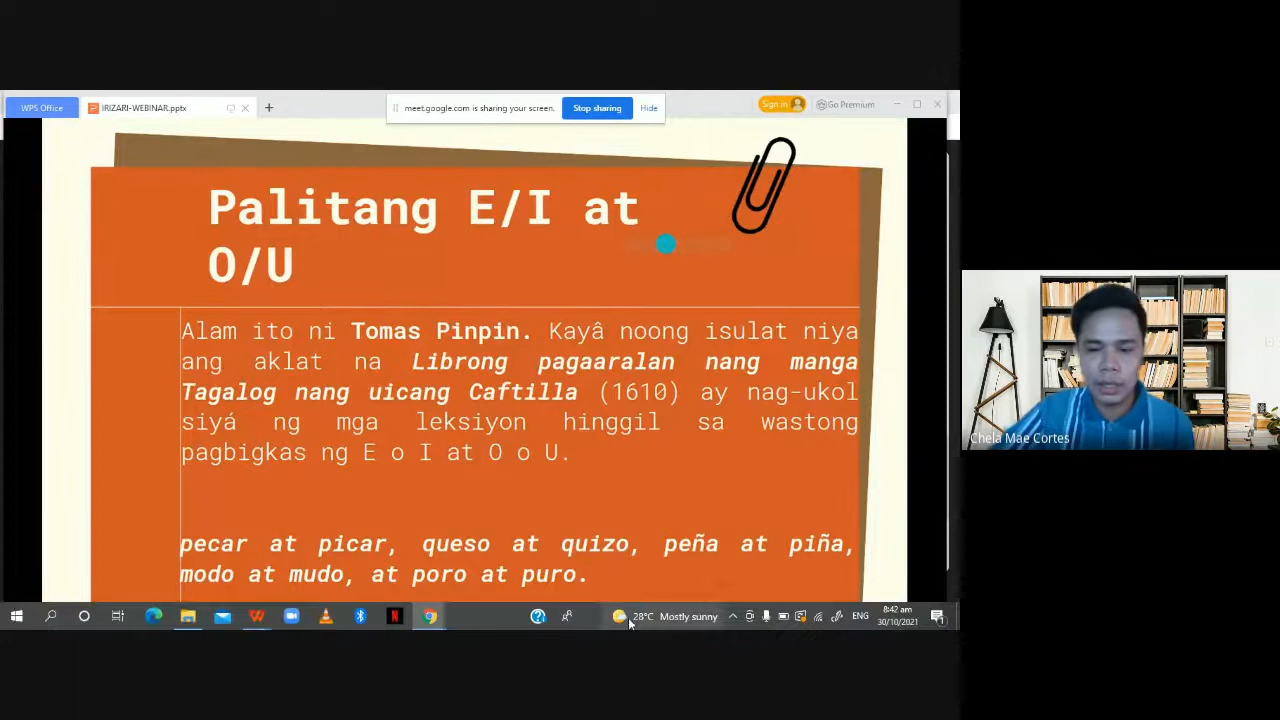 WPS Office
IRIZARI-WEBINAR.pptx
meet.google.com is sharing your screen.
Stop sharing
Hide
Sign in
Go Premium
Palitang E/I at
O/U
Alam ito ni Tomas Pinpin. Kayâ noong isulat niya
ang aklat na Librong pagaaralan nang manga
Tagalog nang uicang Caftilla (1610) ay nag-ukol
siyá ng mga leksiyon hinggil sa wastong
pagbigkas ng E o I at O o U.
pecar at picar, queso at quizo, peña at piña,
modo at mudo, at poro at puro.
Chela Mae Cortes
28°C Mostly sunny
ENG
8:42 am
30/10/2021